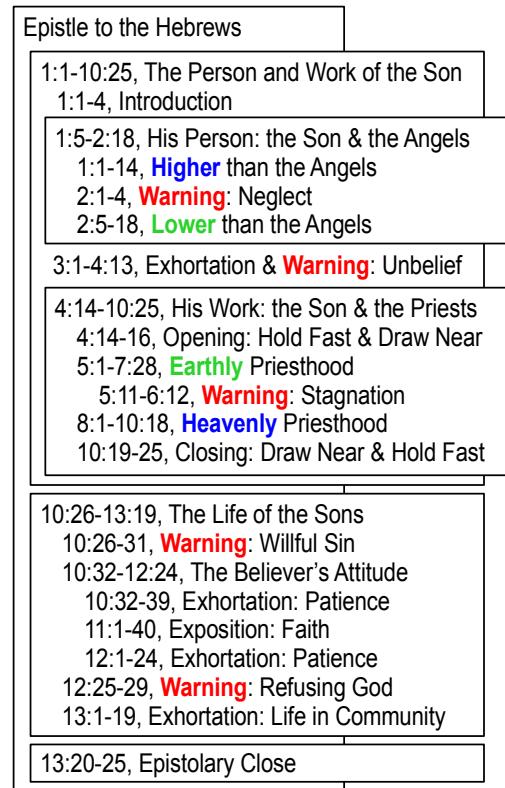 Epistle to the Hebrews
1:1-10:25, The Person and Work of the Son
1:1-4, Introduction
1:5-2:18, His Person: the Son & the Angels
1:1-14, Higher than the Angels
2:1-4, Warning: Neglect
2:5-18, Lower than the Angels
3:1-4:13, Exhortation & Warning: Unbelief
4:14-10:25, His Work: the Son & the Priests
4:14-16, Opening: Hold Fast & Draw Near
5:1-7:28, Earthly Priesthood
5:11-6:12, Warning: Stagnation
8:1-10:18, Heavenly Priesthood
10:19-25, Closing: Draw Near & Hold Fast
10:26-13:19, The Life of the Sons
10:26-31, Warning: Willful Sin
10:32-12:24, The Believer's Attitude
10:32-39, Exhortation: Patience
11:1-40, Exposition: Faith
12:1-24, Exhortation: Patience
12:25-29, Warning: Refusing God
13:1-19, Exhortation: Life in Community
13:20-25, Epistolary Close